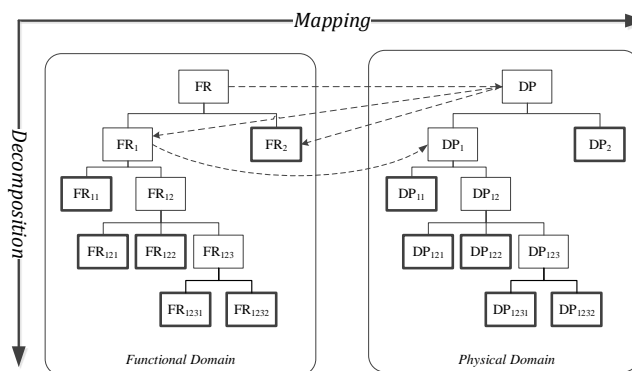 Mapping
Decomposition
FR
DP
FR₁
FR₂
DP₁
DP₂
FR₁₁
FR₁₂
DP₁₁
DP₁₂
FR₁₂₁
FR₁₂₂
FR₁₂₃
DP₁₂₁
DP₁₂₂
DP₁₂₃
FR₁₂₃₁
FR₁₂₃₂
DP₁₂₃₁
DP₁₂₃₂
Functional Domain
Physical Domain